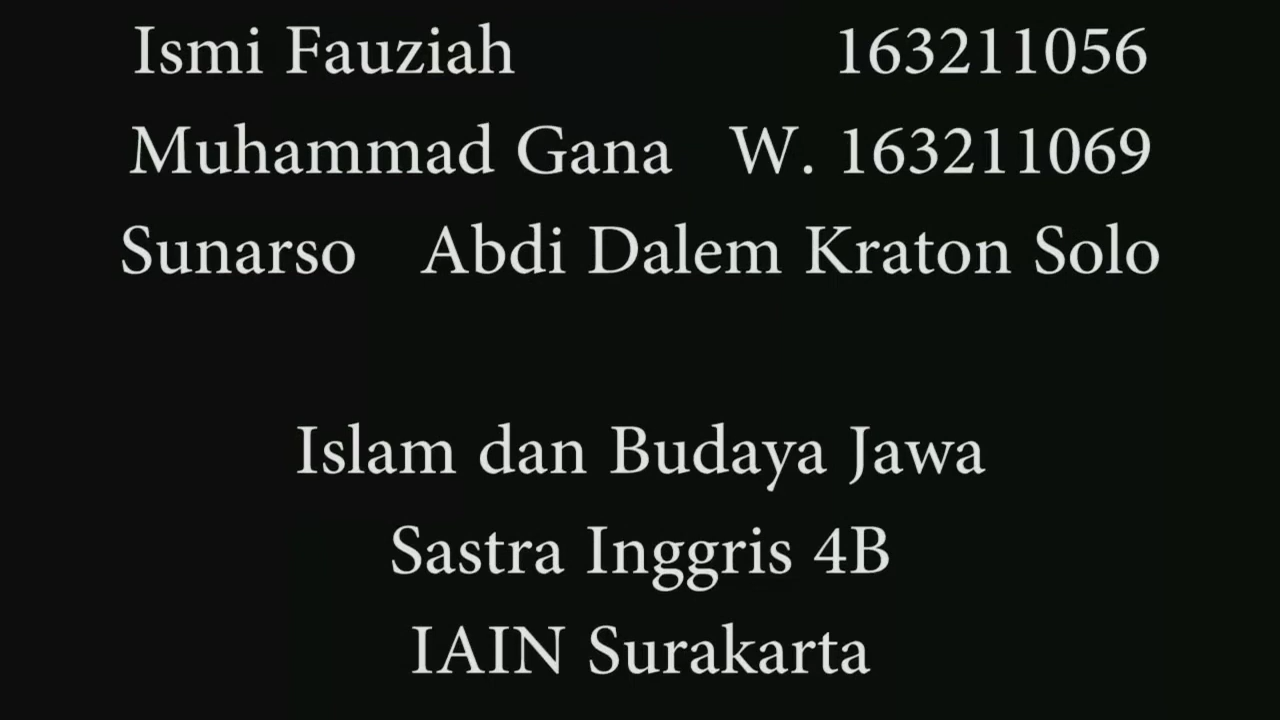 Ismi Fauziah 163211056
Muhammad Gana W. 163211069
Sunarso Abdi Dalem Kraton Solo
Islam dan Budaya Jawa
Sastra Inggris 4B
IAIN Surakarta